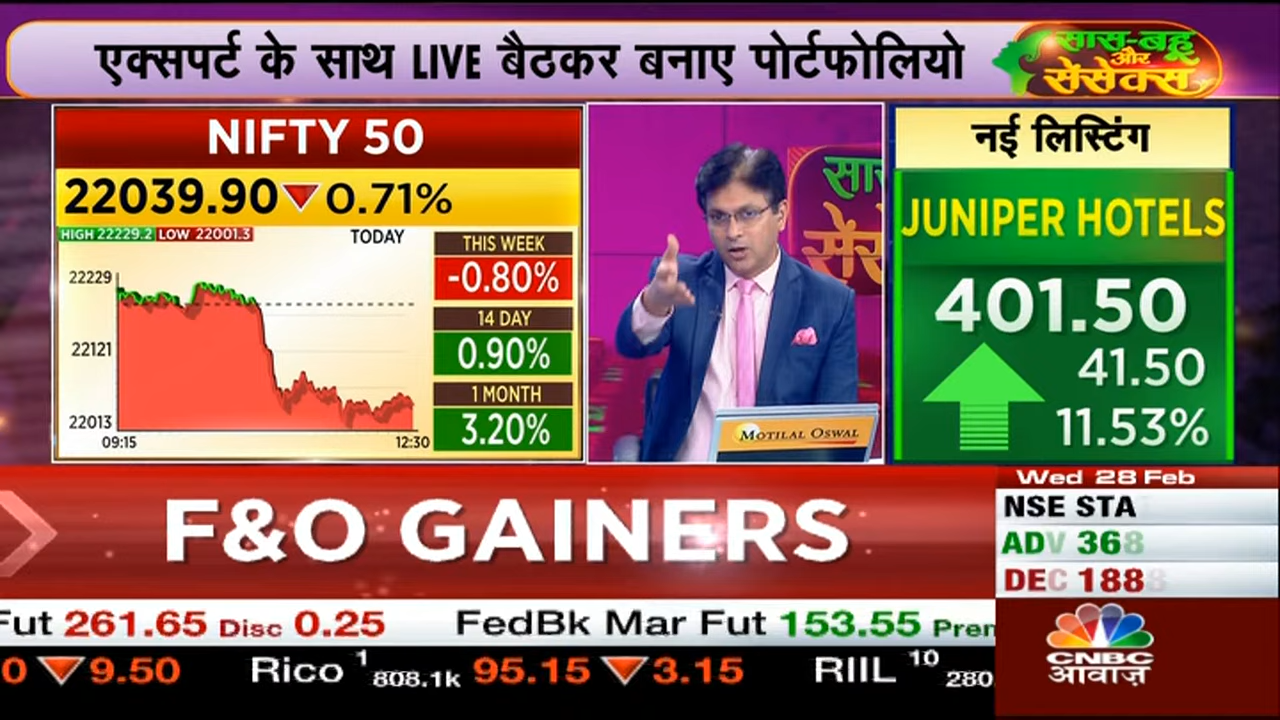 एक्सपर्ट के साथ LIVE बैठकर बनाए पोर्टफोलियो
सास-बहू
और
सेंसेक्स
NIFTY 50
22039.90 0.71%
HIGH 22229.2 LOW 22001.3
TODAY
22229
22121
22013
09:15
12:30
THIS WEEK
-0.80%
14 DAY
0.90%
1 MONTH
3.20%
MOTILAL OSWAL
नई लिस्टिंग
JUNIPER HOTELS
401.50
41.50
11.53%
F&O GAINERS
Wed 28 Feb
NSE STA
ADV 368
DEC 1888
Fut 261.65 Disc 0.25 FedBk Mar Fut 153.55
0 9.50 Rico 1 808.1k 95.15 3.15 RIIL 10 280
CNBC
आवाज़